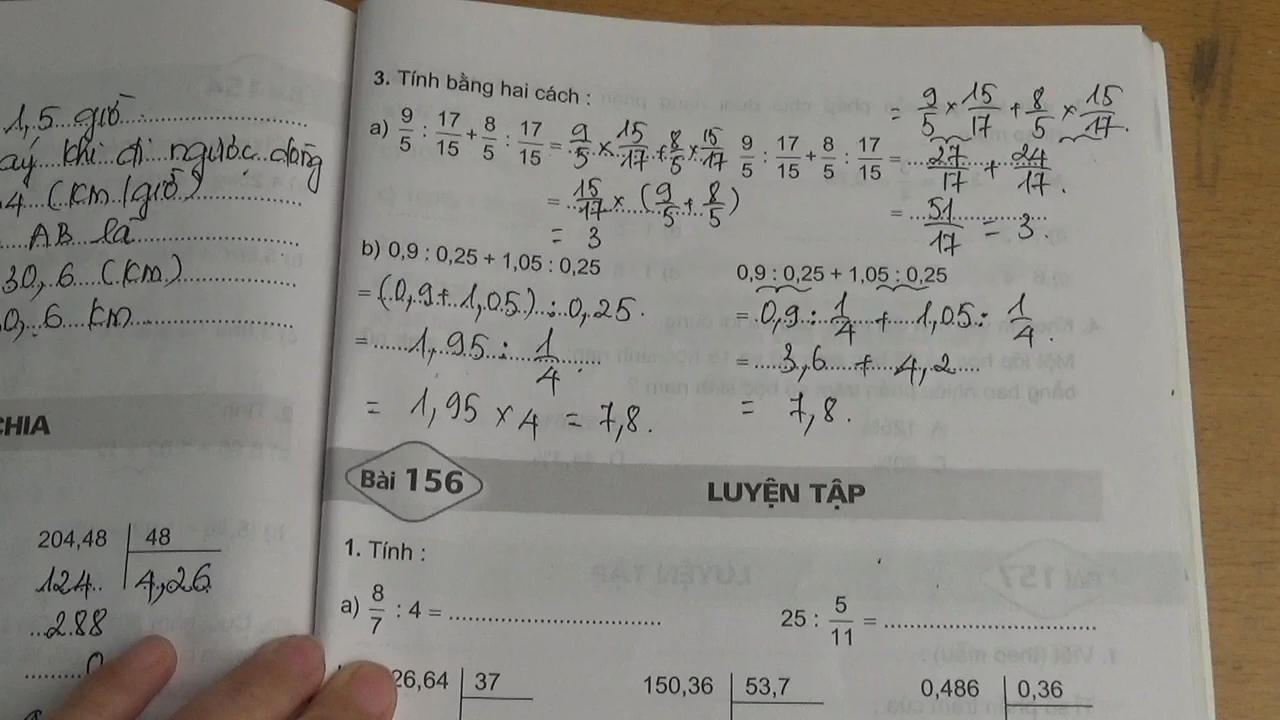 1,5 giờ
áy khi đi ngược dòng
4 (km/giờ)
AB là
30,6 (km)
0,6 km
CHIA
204,48 | 48
124 | 4,26
288
0
3. Tính bằng hai cách :
a) 9/5 : 17/15 + 8/5 : 17/15 = 9/5 × 15/17 + 8/5 × 15/17
= 15/17 × (9/5 + 8/5)
= 3
9/5 : 17/15 + 8/5 : 17/15 = 9/5 × 15/17 + 8/5 × 15/17.
= 27/17 + 24/17.
= 51/17 = 3.
b) 0,9 : 0,25 + 1,05 : 0,25
= (0,9 + 1,05) : 0,25.
= 1,95 : 1/4
= 1,95 × 4 = 7,8.
0,9 : 0,25 + 1,05 : 0,25
= 0,9 : 1/4 + 1,05 : 1/4.
= 3,6 + 4,2
= 7,8.
Bài 156
LUYỆN TẬP
1. Tính :
a) 8/7 : 4 = ..............................
25 : 5/11 = ..............................
26,64 | 37
150,36 | 53,7
0,486 | 0,36